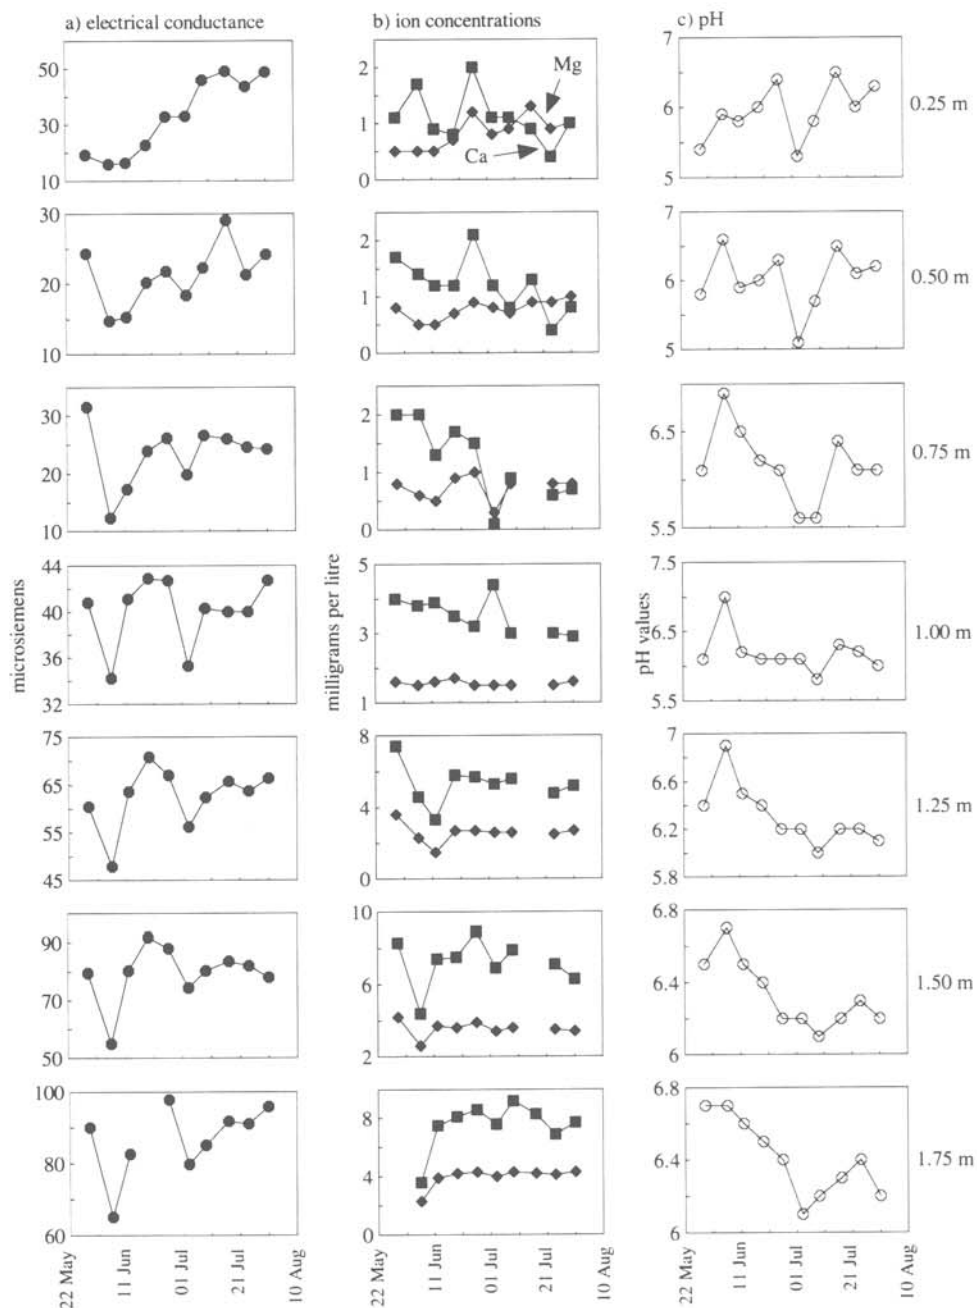 a) electrical conductance
b) ion concentrations
c) pH
50
30
10
2
1
0
Mg
Ca
7
6
5
0.25 m
30
20
10
2
1
0
7
6
5
0.50 m
30
20
10
2
1
0
6.5
5.5
0.75 m
microsiemens
44
40
36
32
milligrams per litre
5
3
1
pH values
7.5
6.5
5.5
1.00 m
75
65
55
45
8
4
0
7
6.6
6.2
5.8
1.25 m
90
70
50
10
6
2
6.8
6.4
6
1.50 m
100
80
60
8
4
0
6.8
6.4
6
1.75 m
22 May
11 Jun
01 Jul
21 Jul
10 Aug
22 May
11 Jun
01 Jul
21 Jul
10 Aug
22 May
11 Jun
01 Jul
21 Jul
10 Aug